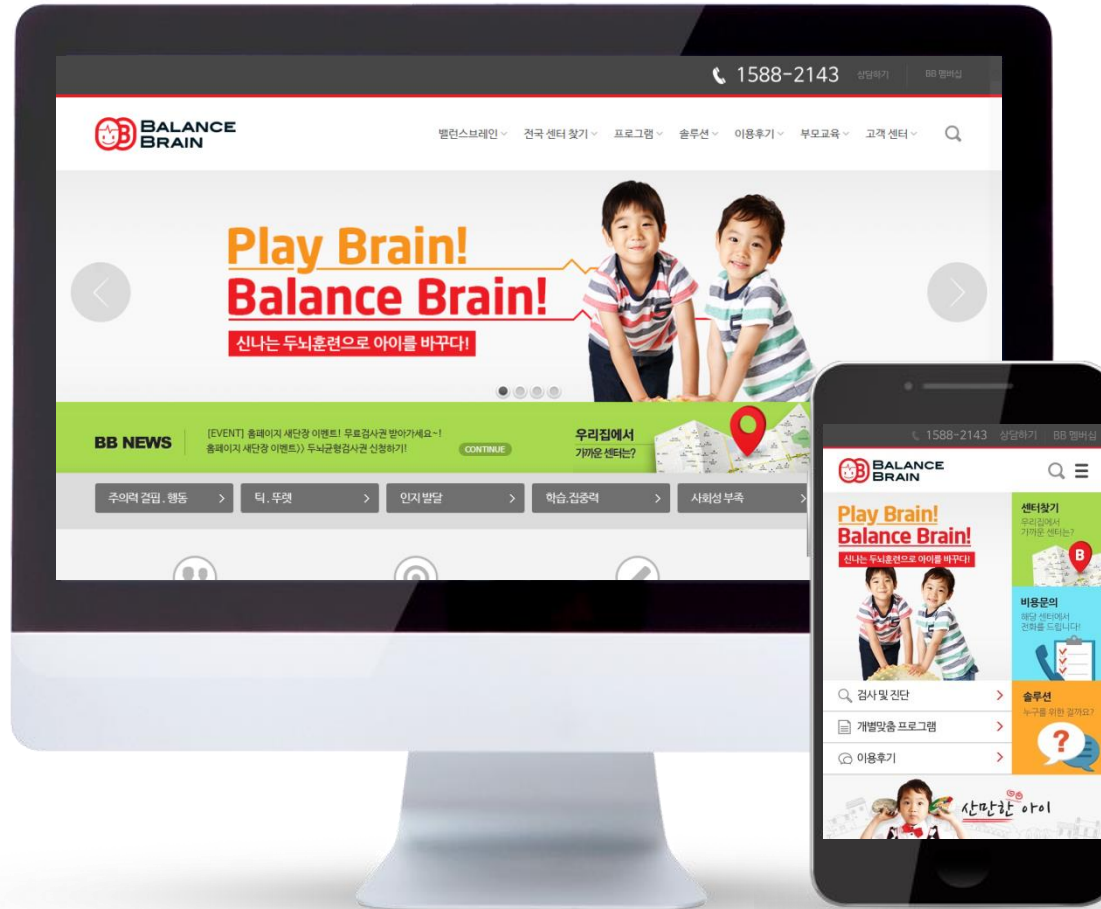 1588-2143 상담하기 BB 멤버십
BALANCE
BRAIN
밸런스브레인 전국 센터 찾기 프로그램 솔루션 이용후기 부모교육 고객 센터
Play Brain!
Balance Brain!
신나는 두뇌훈련으로 아이를 바꾸다!
BB NEWS
[EVENT] 홈페이지 새단장 이벤트! 무료검사권 받아가세요~!
홈페이지 새단장 이벤트)) 두뇌균형검사권 신청하기!
CONTINUE
우리집에서
가까운 센터는?
주의력 결핍 . 행동
틱 . 뚜렛
인지 발달
학습.집중력
사회성 부족
1588-2143 상담하기 BB 멤버십
BALANCE
BRAIN
Play Brain!
Balance Brain!
신나는 두뇌훈련으로 아이를 바꾸다!
센터찾기
우리집에서
가까운 센터는?
B
비용문의
해당 센터에서
전화를 드립니다!
검사 및 진단
개별맞춤 프로그램
이용후기
솔루션
누구를 위한 걸까요?
?
산만한 아이